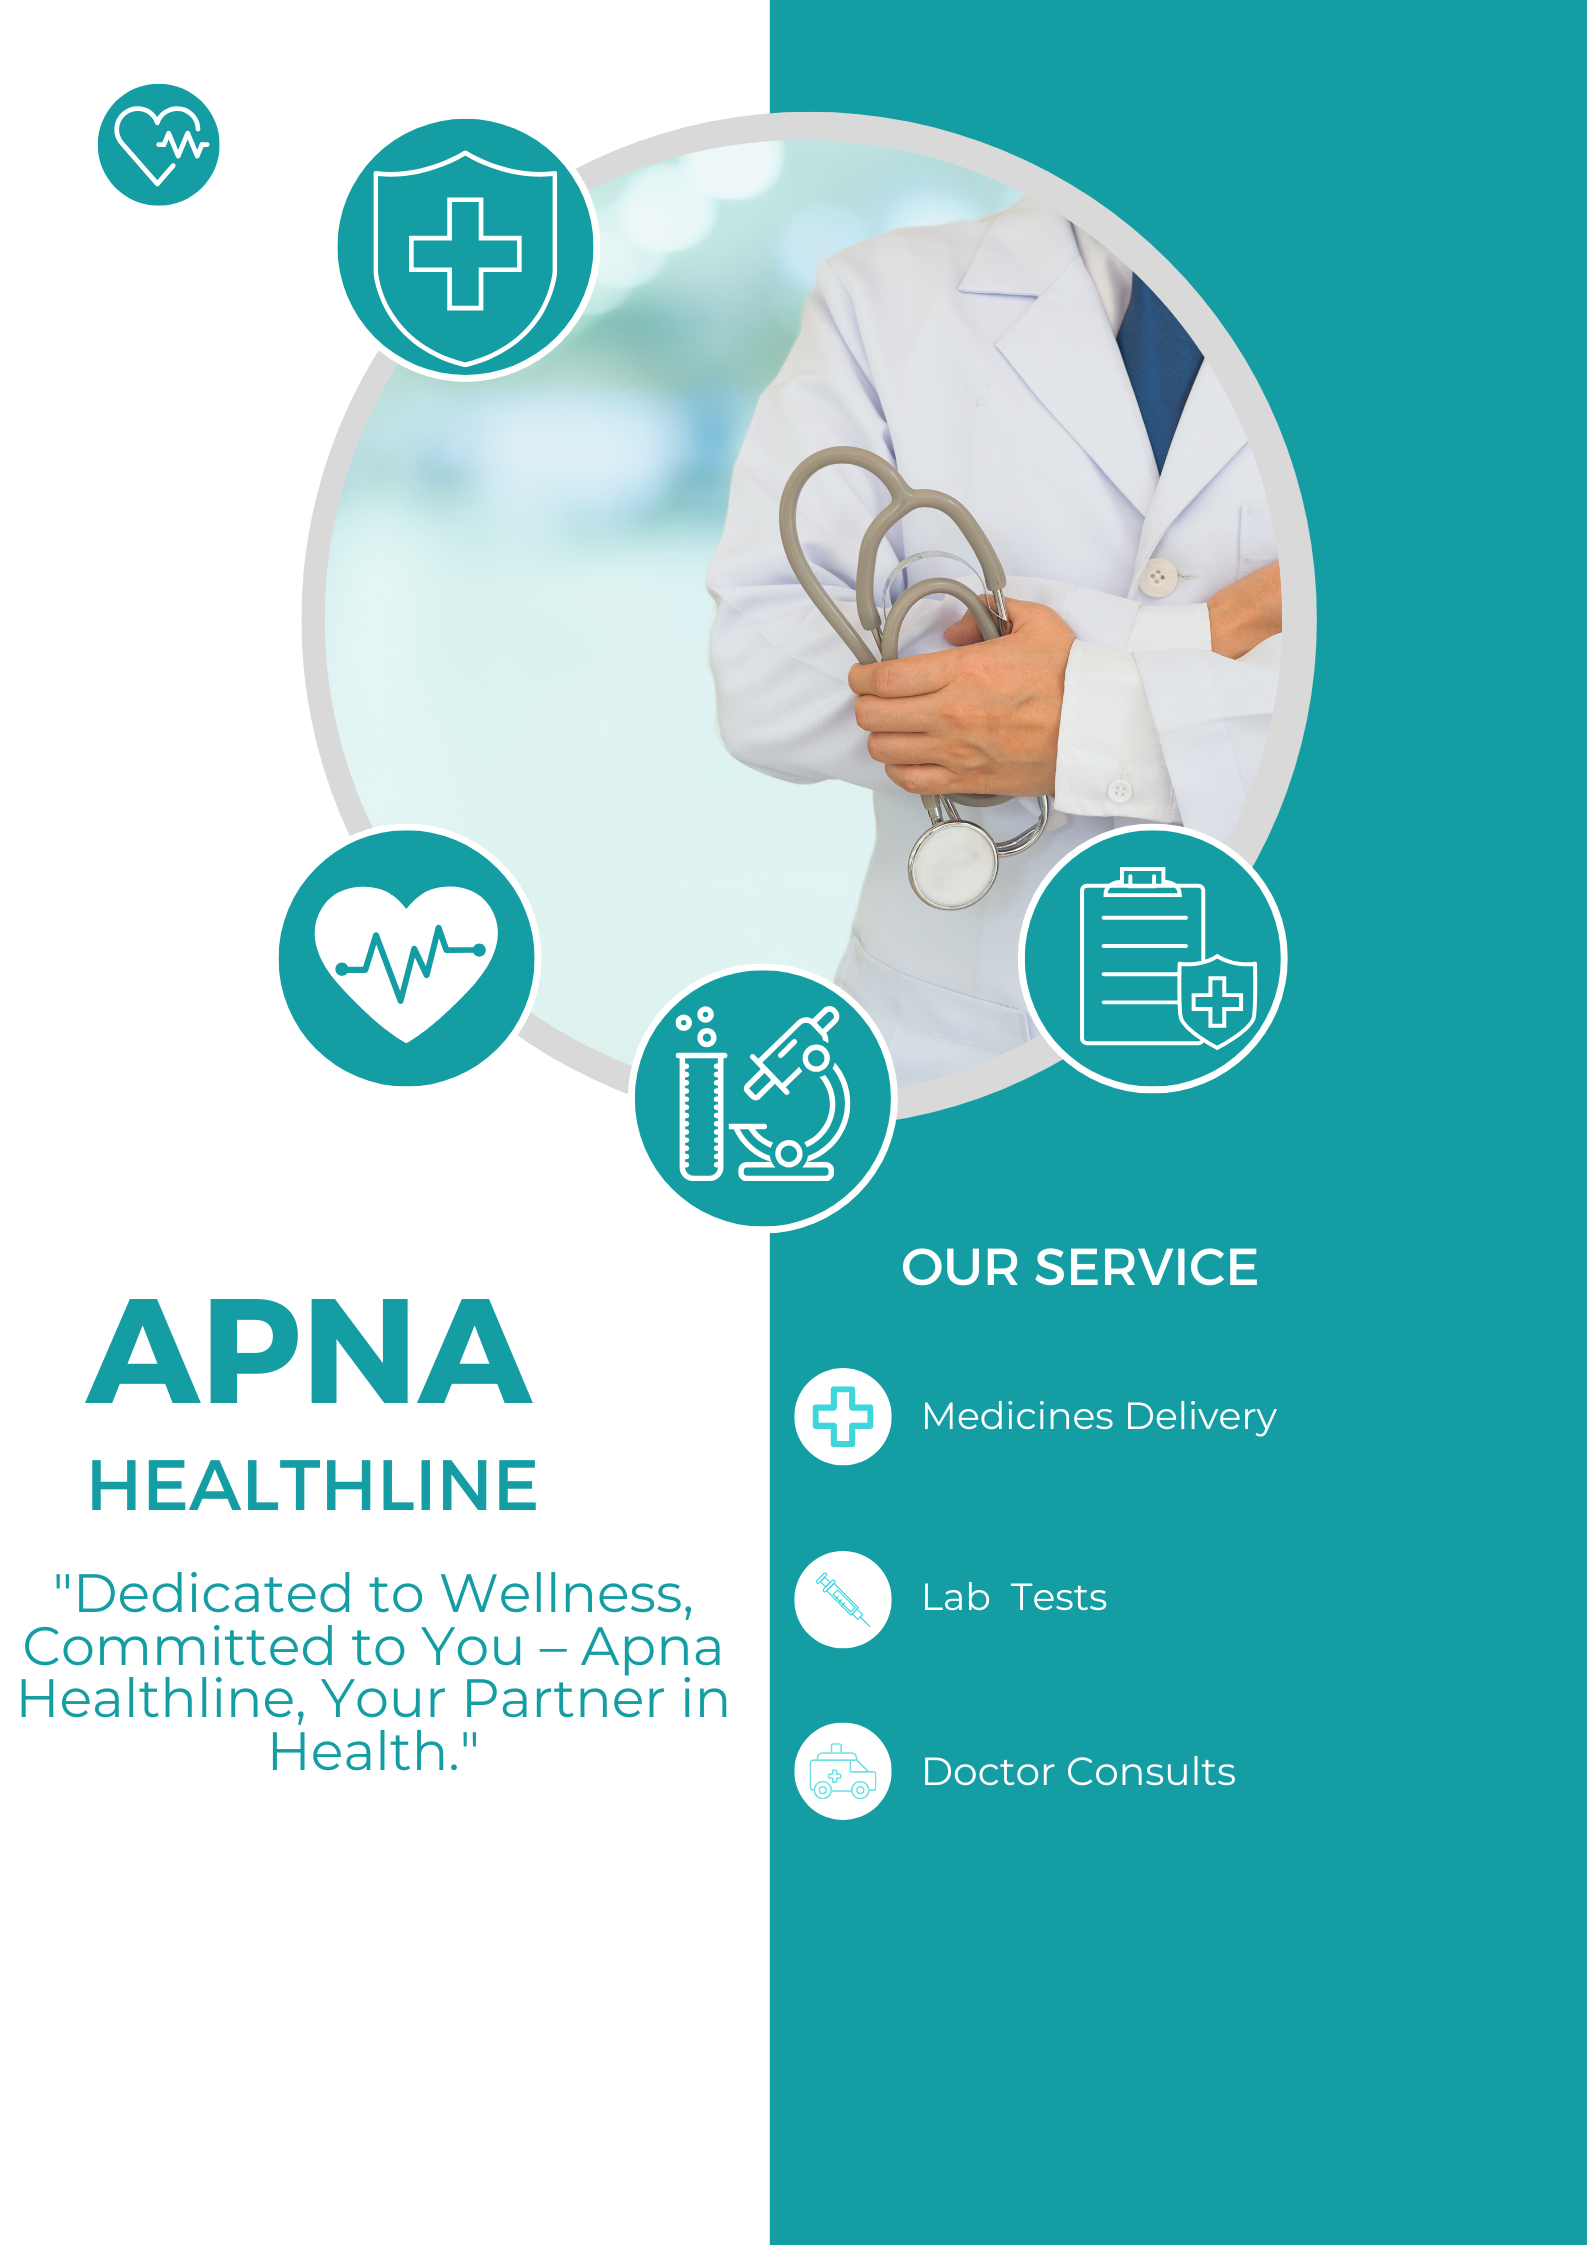 APNA
HEALTHLINE
"Dedicated to Wellness,
Committed to You – Apna
Healthline, Your Partner in
Health."
OUR SERVICE
Medicines Delivery
Lab  Tests
Doctor Consults